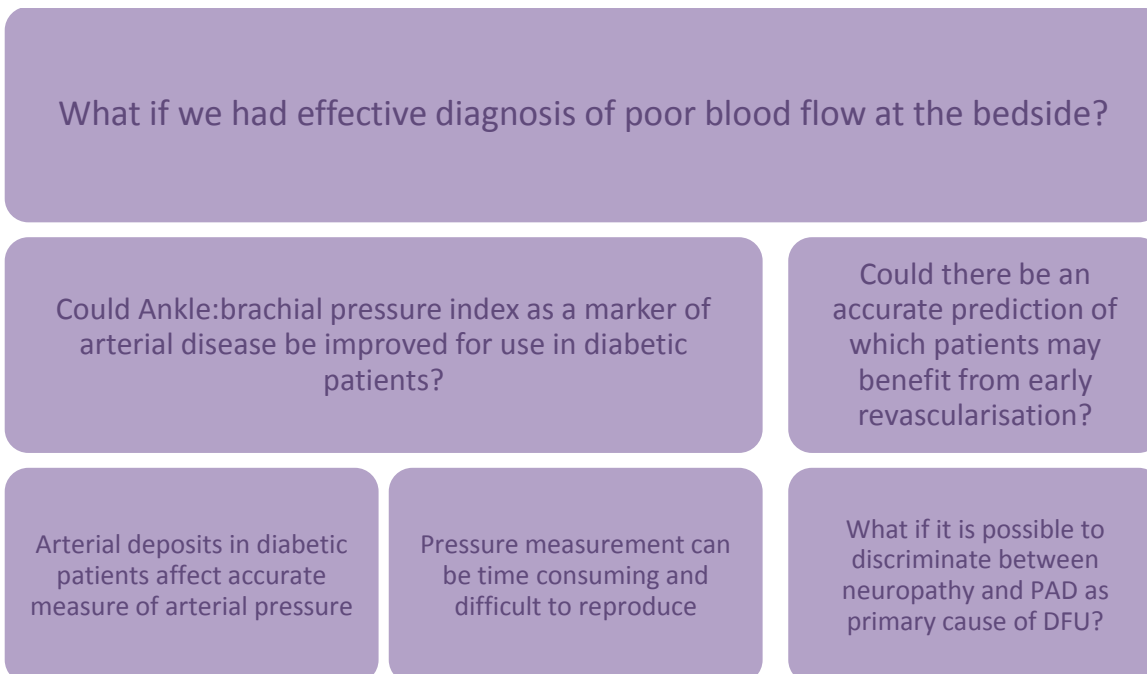 What if we had effective diagnosis of poor blood flow at the bedside?
Could Ankle:brachial pressure index as a marker of
arterial disease be improved for use in diabetic
patients?
Could there be an
accurate prediction of
which patients may
benefit from early
revascularisation?
Arterial deposits in diabetic
patients affect accurate
measure of arterial pressure
Pressure measurement can
be time consuming and
difficult to reproduce
What if it is possible to
discriminate between
neuropathy and PAD as
primary cause of DFU?